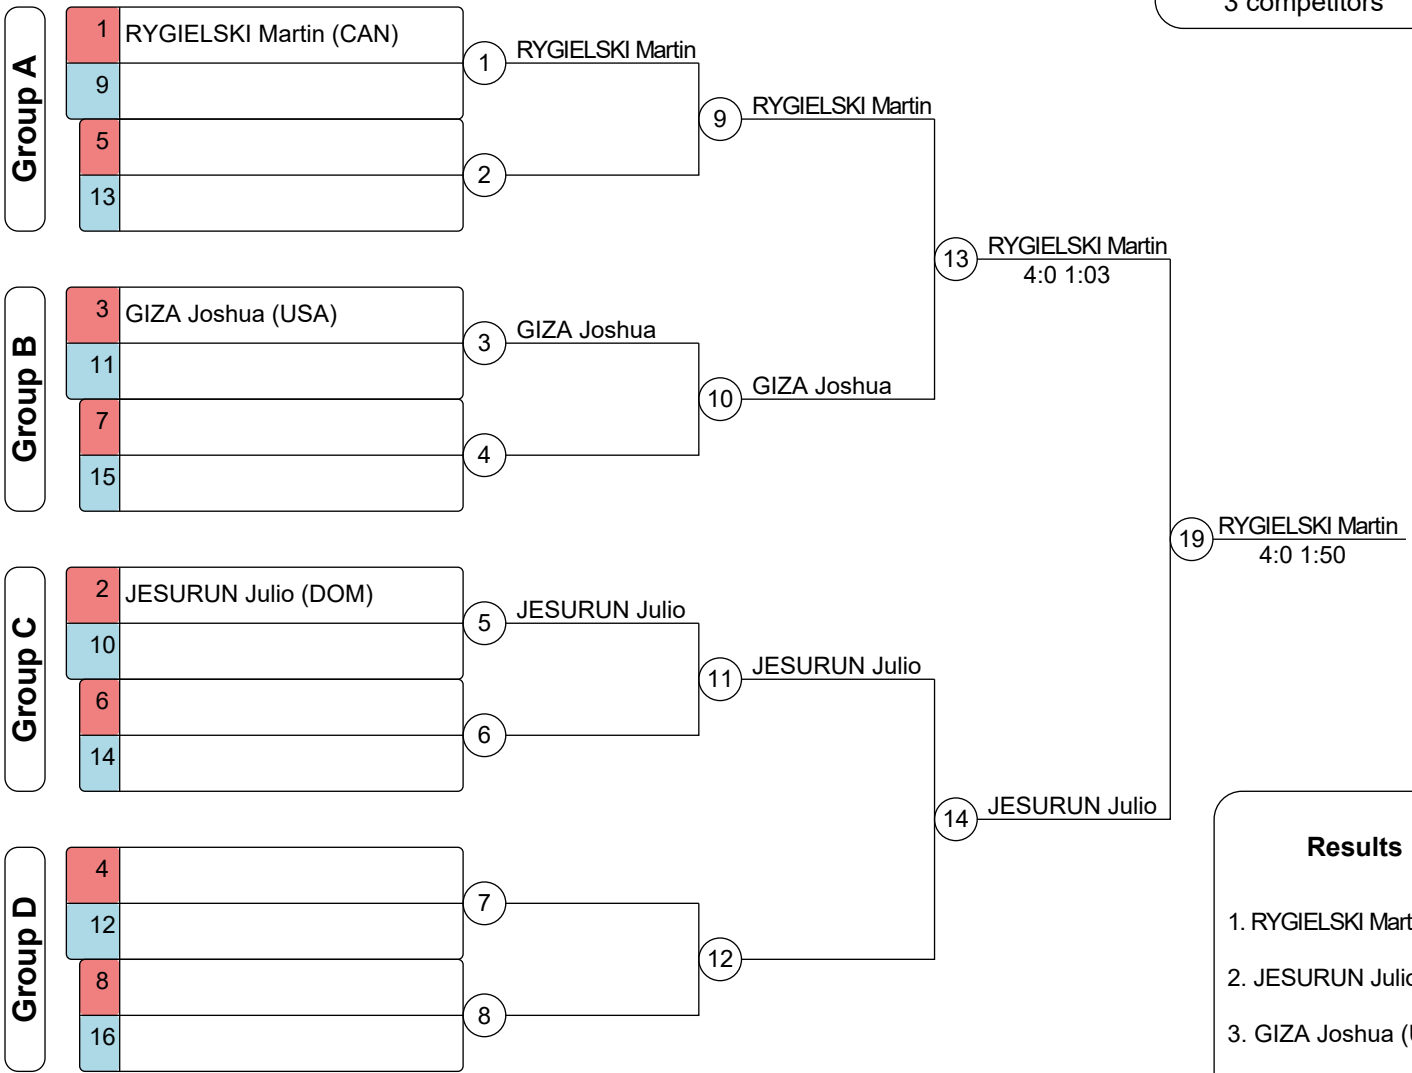 3 competitors
Group A
1 RYGIELSKI Martin (CAN)
9
5
13
1 RYGIELSKI Martin
2
9 RYGIELSKI Martin
Group B
3 GIZA Joshua (USA)
11
7
15
3 GIZA Joshua
4
10 GIZA Joshua
13 RYGIELSKI Martin
4:0 1:03
Group C
2 JESURUN Julio (DOM)
10
6
14
5 JESURUN Julio
6
11 JESURUN Julio
Group D
4
12
8
16
7
8
12
14 JESURUN Julio
19 RYGIELSKI Martin
4:0 1:50
Results
1. RYGIELSKI Mart
2. JESURUN Julio
3. GIZA Joshua (